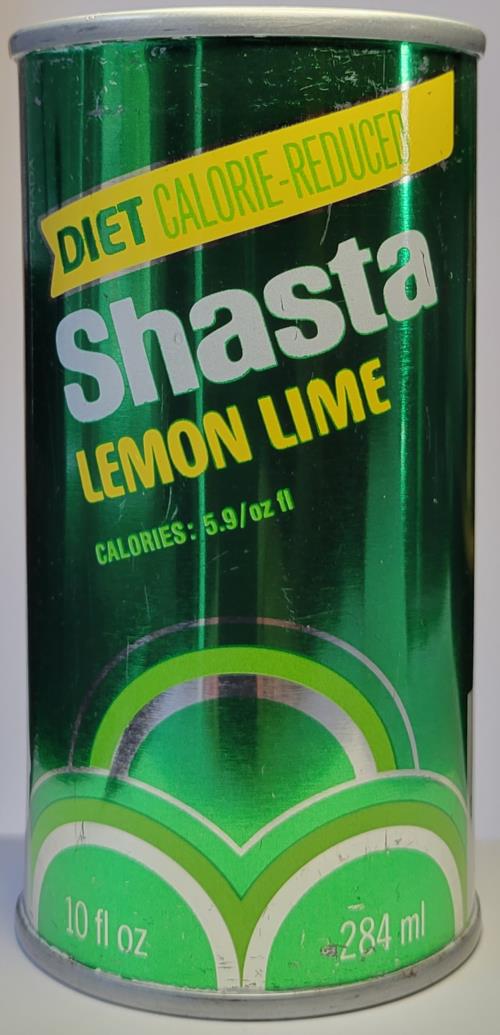 DIET CALORIE-REDUCED
Shasta
LEMON LIME
CALORIES: 5.9/oz fl
10 fl oz
284 ml